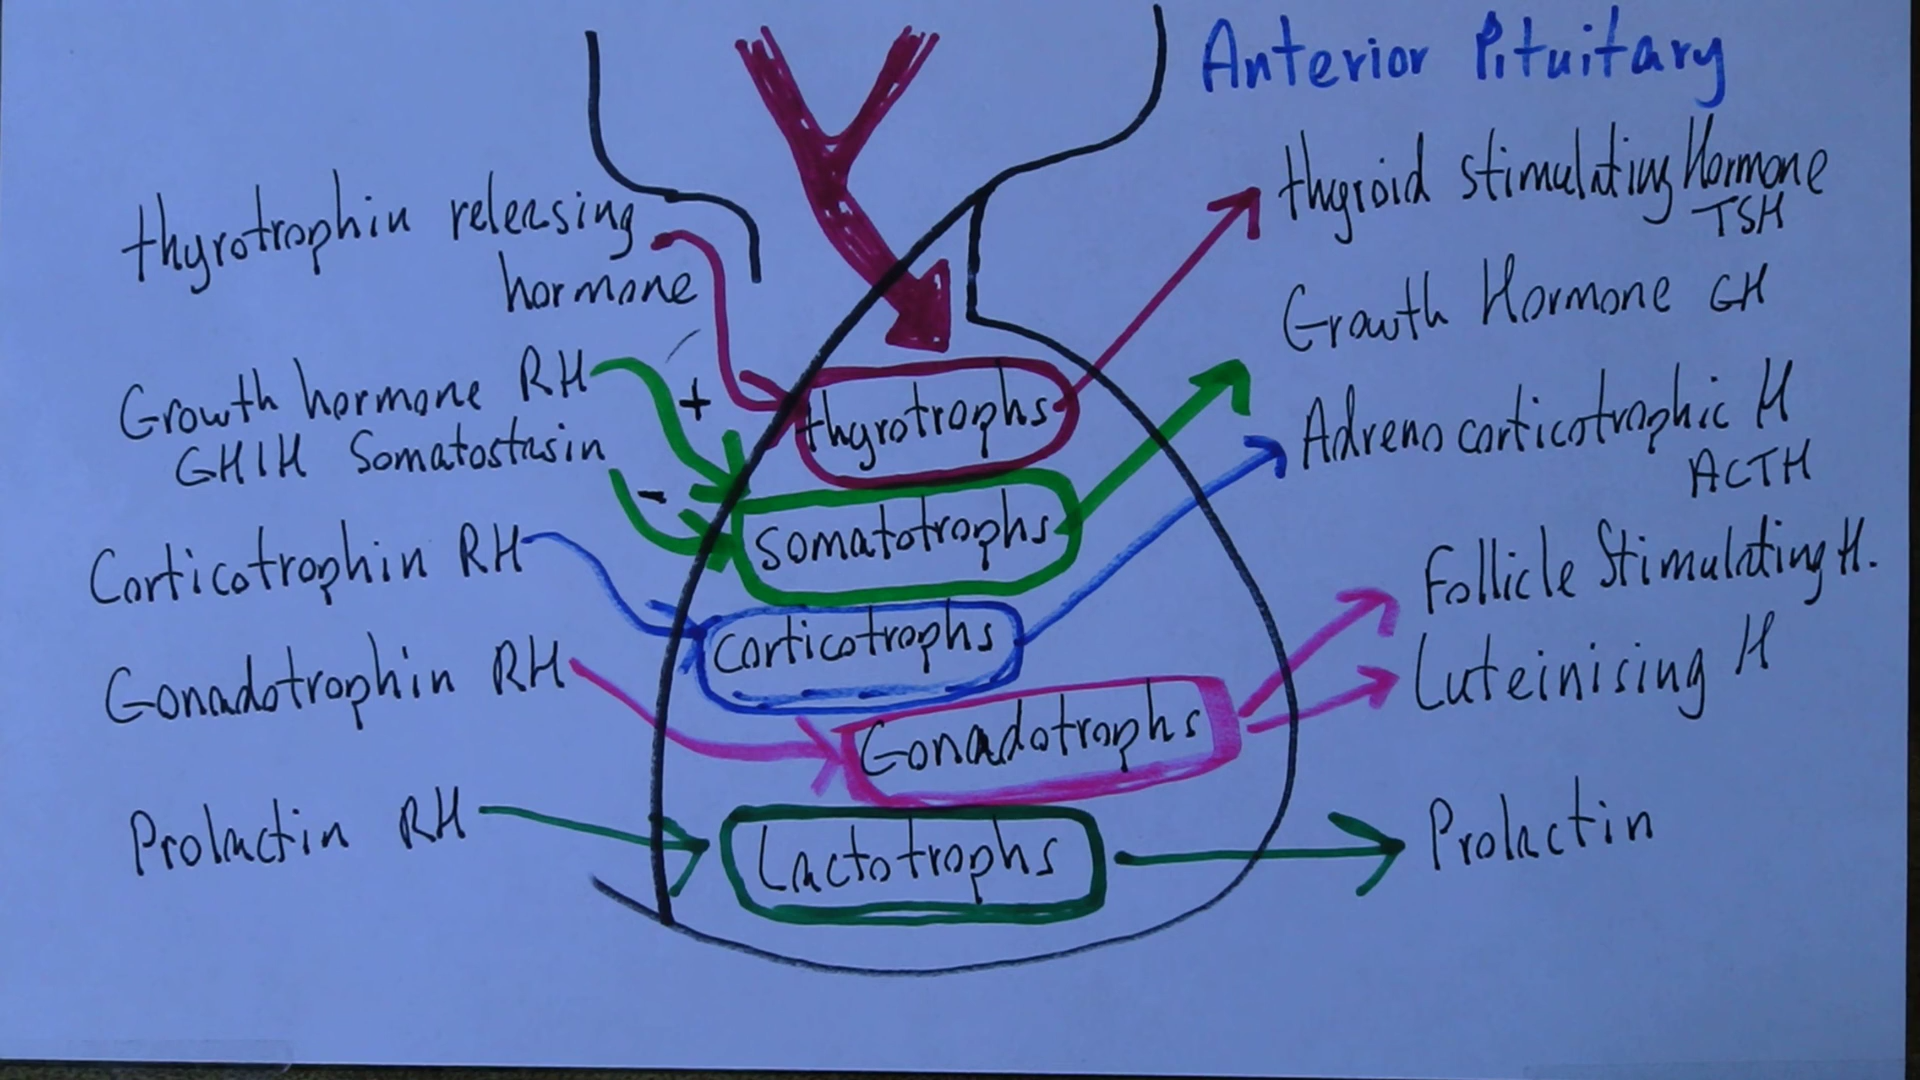 Anterior Pituitary
thyrotrophin releasing
hormone
Growth hormone RH
GHIH Somatostasin
Corticotrophin RH
Gonadotrophin RH
Prolactin RH
+
-
thyrotrophs
Somatotrophs
Corticotrophs
Gonadotrophs
Lactotrophs
thyroid stimulating Hormone
TSH
Growth Hormone GH
Adreno corticotrophic H
ACTH
Follicle Stimulating H.
Luteinising H
Prolactin